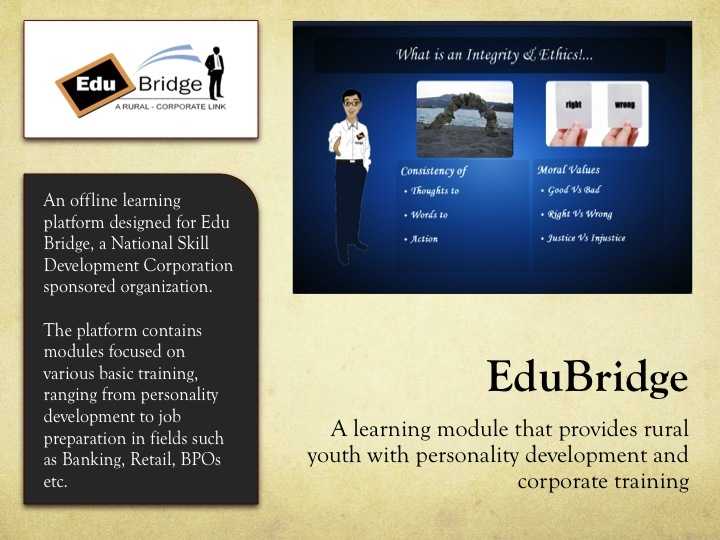 Edu Bridge
A RURAL - CORPORATE LINK
An offline learning
platform designed for Edu
Bridge, a National Skill
Development Corporation
sponsored organization.
The platform contains
modules focused on
various basic training,
ranging from personality
development to job
preparation in fields such
as Banking, Retail, BPOs
etc.
What is an Integrity & Ethics!...
right
wrong
Consistency of
• Thoughts to
• Words to
• Action
Moral Values
• Good Vs Bad
• Right Vs Wrong
• Justice Vs Injustice
EduBridge
A learning module that provides rural
youth with personality development and
corporate training